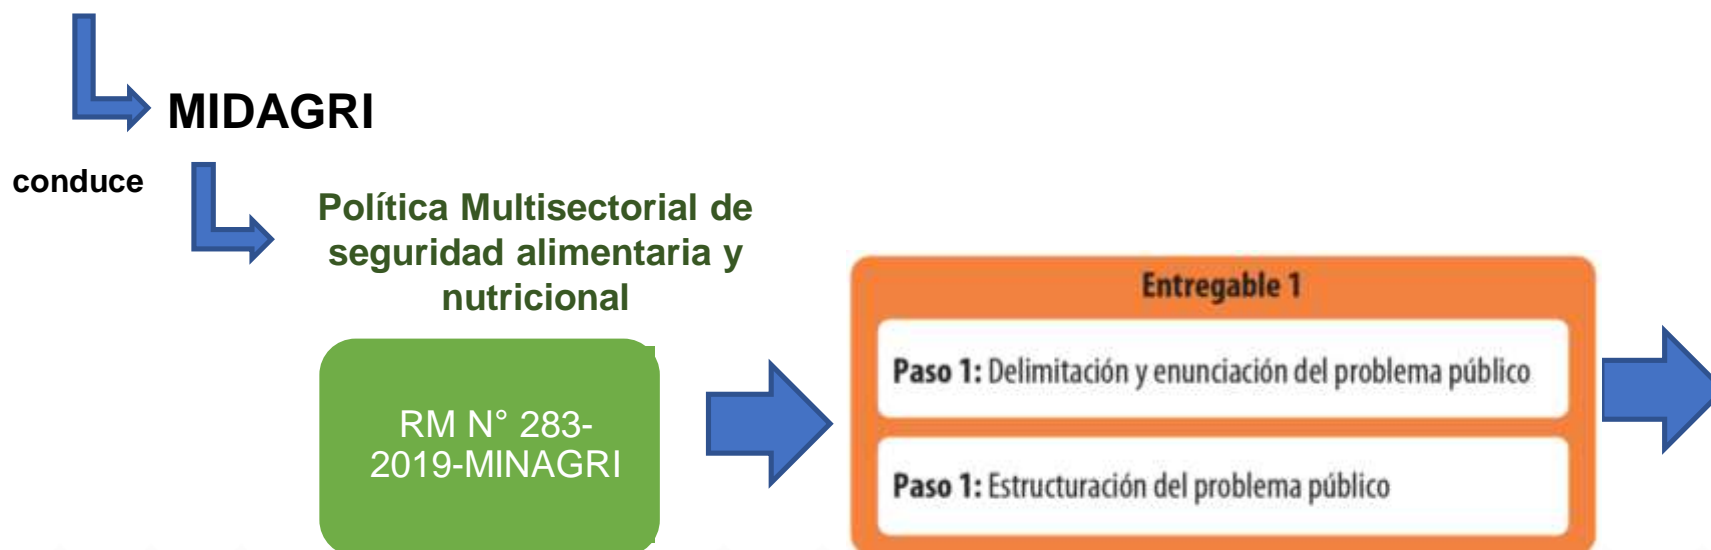 MIDAGRI
conduce
Política Multisectorial de
seguridad alimentaria y
nutricional
RM N° 283-
2019-MINAGRI
Entregable 1
Paso 1: Delimitación y enunciación del problema público
Paso 1: Estructuración del problema público